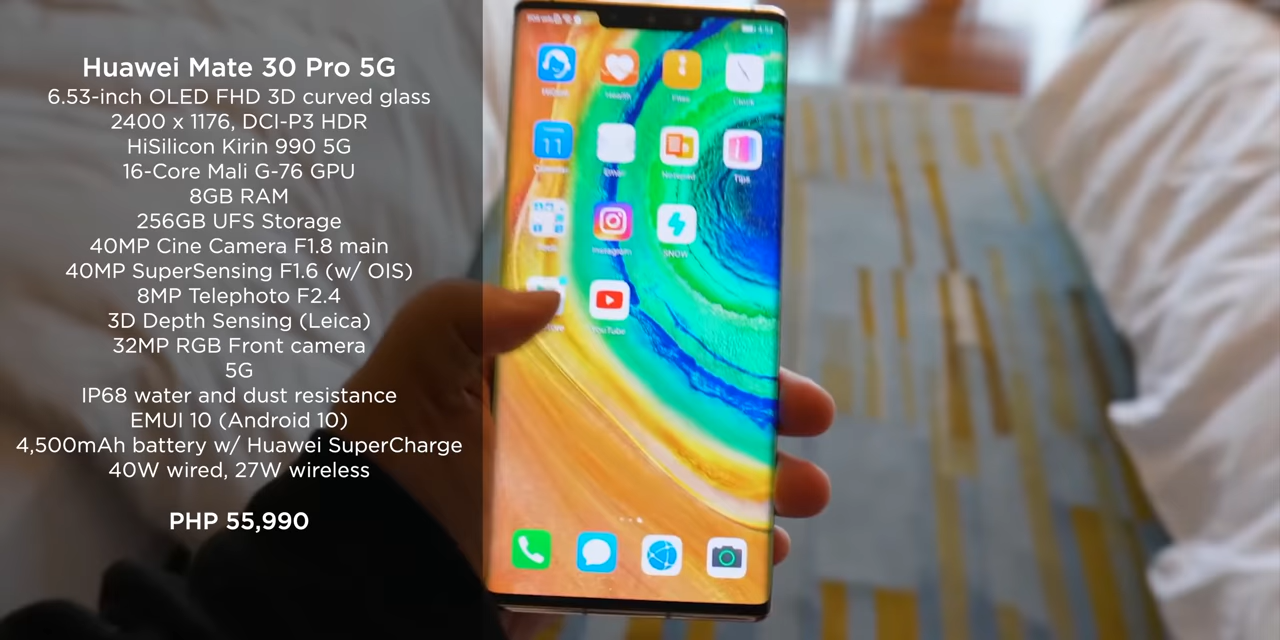 Huawei Mate 30 Pro 5G
6.53-inch OLED FHD 3D curved glass
2400 x 1176, DCI-P3 HDR
HiSilicon Kirin 990 5G
16-Core Mali G-76 GPU
8GB RAM
256GB UFS Storage
40MP Cine Camera F1.8 main
40MP SuperSensing F1.6 (w/ OIS)
8MP Telephoto F2.4
3D Depth Sensing (Leica)
32MP RGB Front camera
5G
IP68 water and dust resistance
EMUI 10 (Android 10)
4,500mAh battery w/ Huawei SuperCharge
40W wired, 27W wireless
PHP 55,990
Health Files Clock
11
Email Tips
Instagram SNOW
YouTube